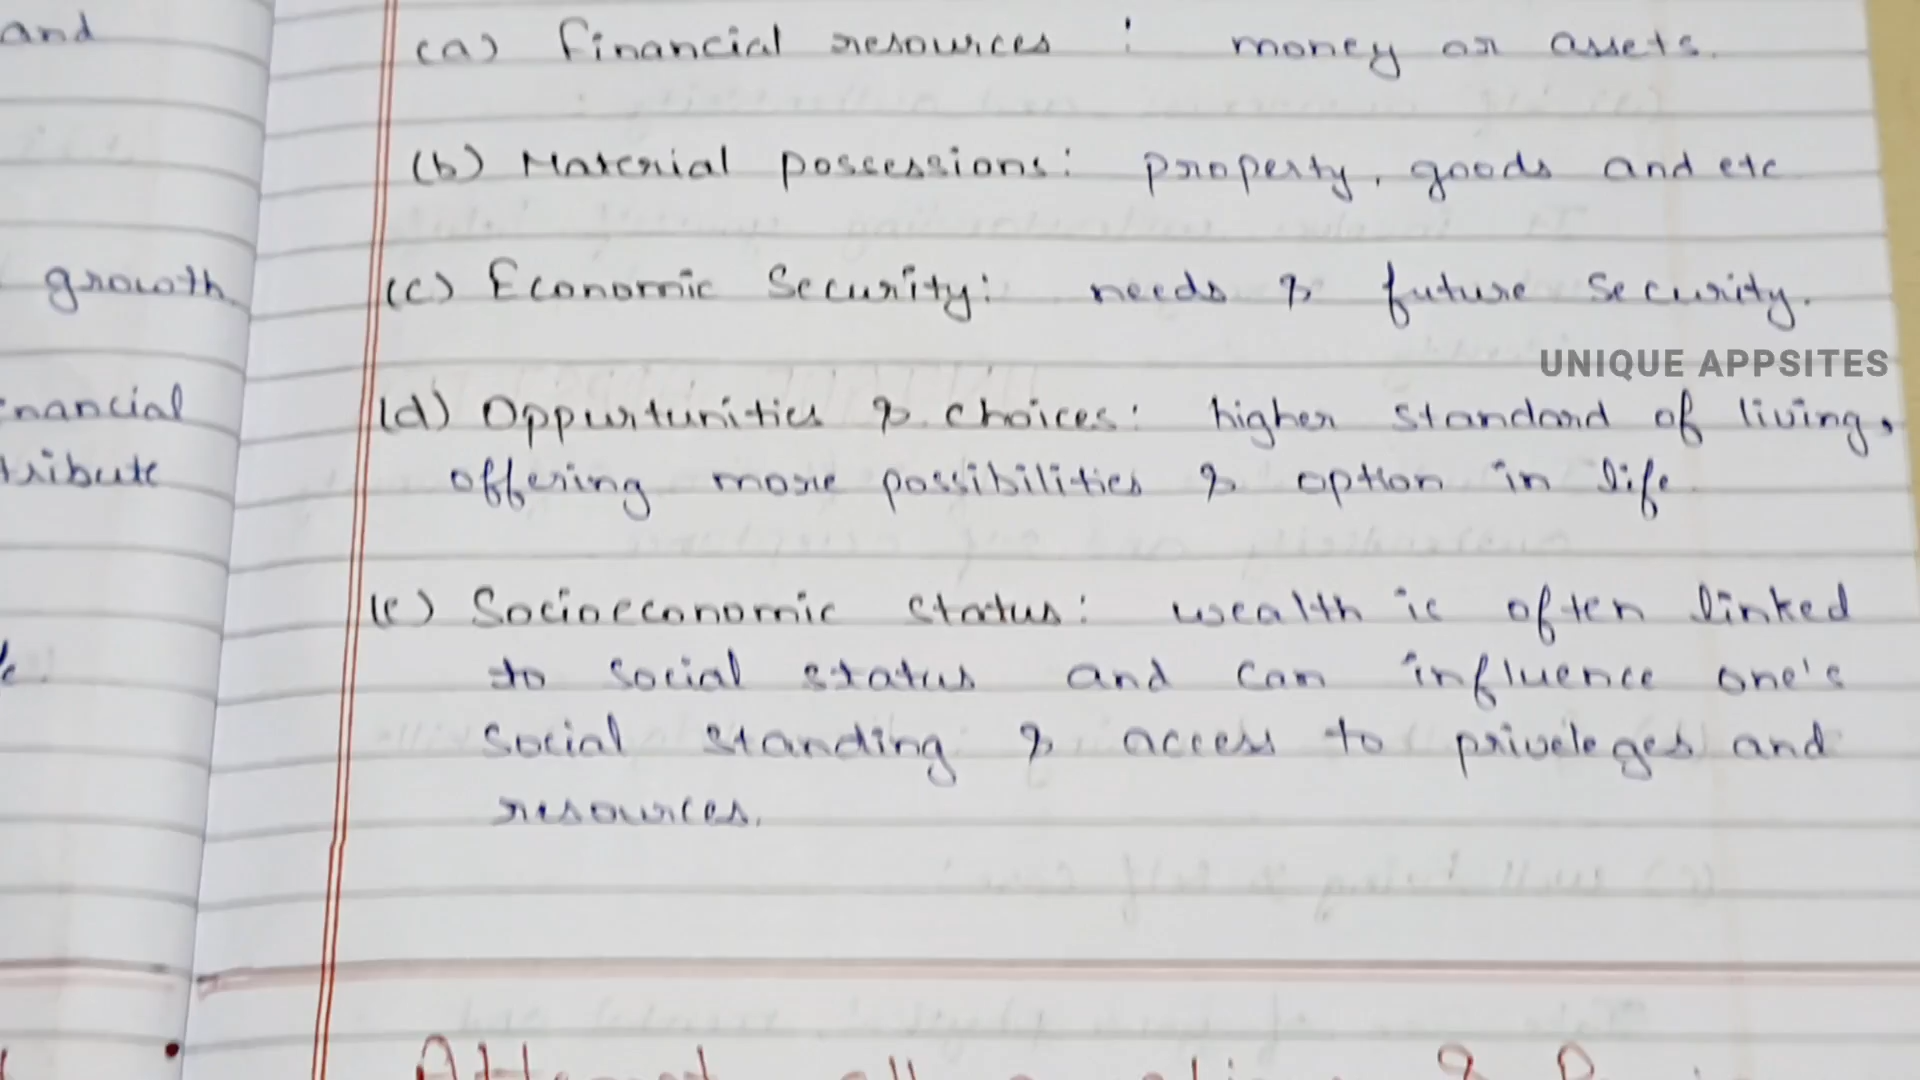 and
(a) Financial resources : money or assets.
(b) Material possessions: property, goods and etc
growth
(c) Economic Security: needs & future security.
UNIQUE APPSITES
nancial
(d) Oppurtunities & choices: higher standard of living,
tribute
offering more possibilities & option in life.
(e) Socioeconomic status: wealth is often linked
to social status and can influence one's
social standing & access to priveleges and
resources.